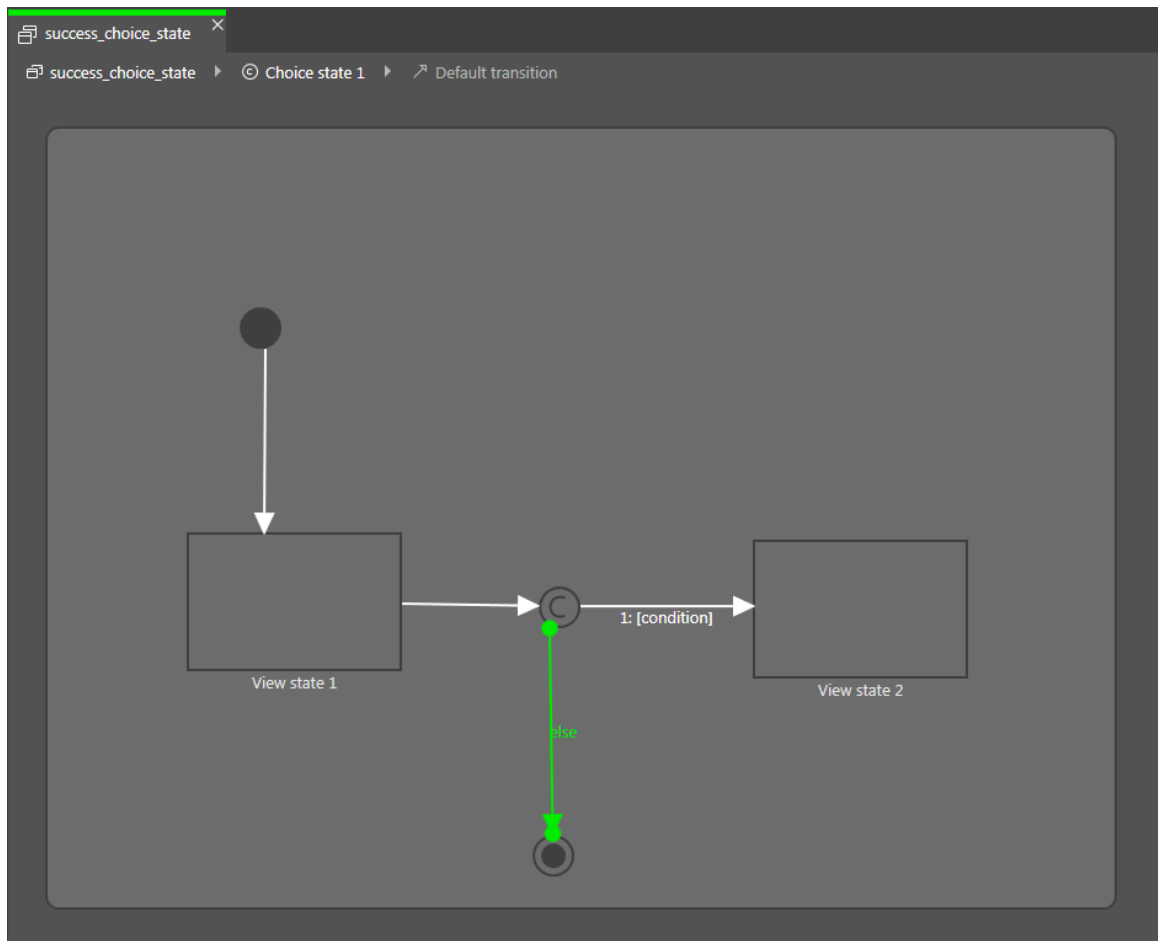 success_choice_state
success_choice_state Choice state 1 Default transition
C
1: [condition]
View state 1
View state 2
else